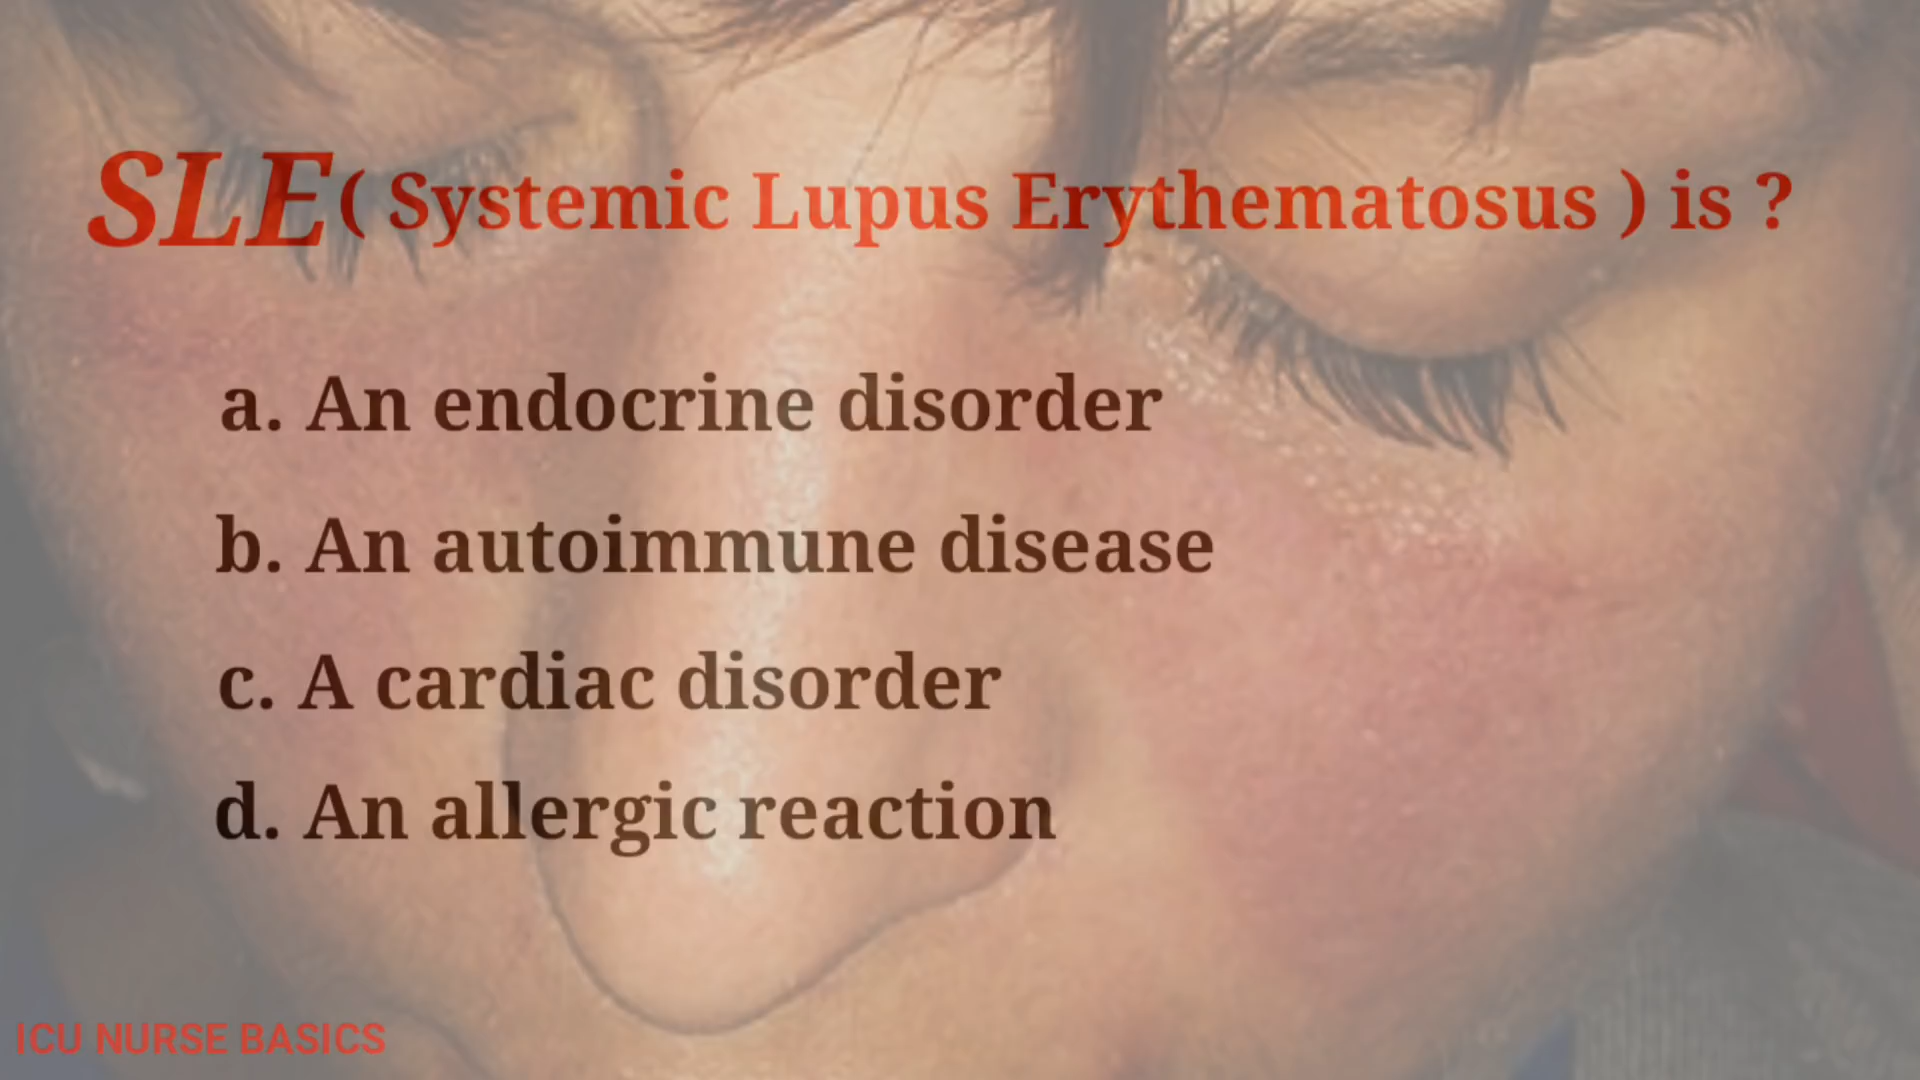 SLE( Systemic Lupus Erythematosus ) is ?
a. An endocrine disorder
b. An autoimmune disease
c. A cardiac disorder
d. An allergic reaction
ICU NURSE BASICS